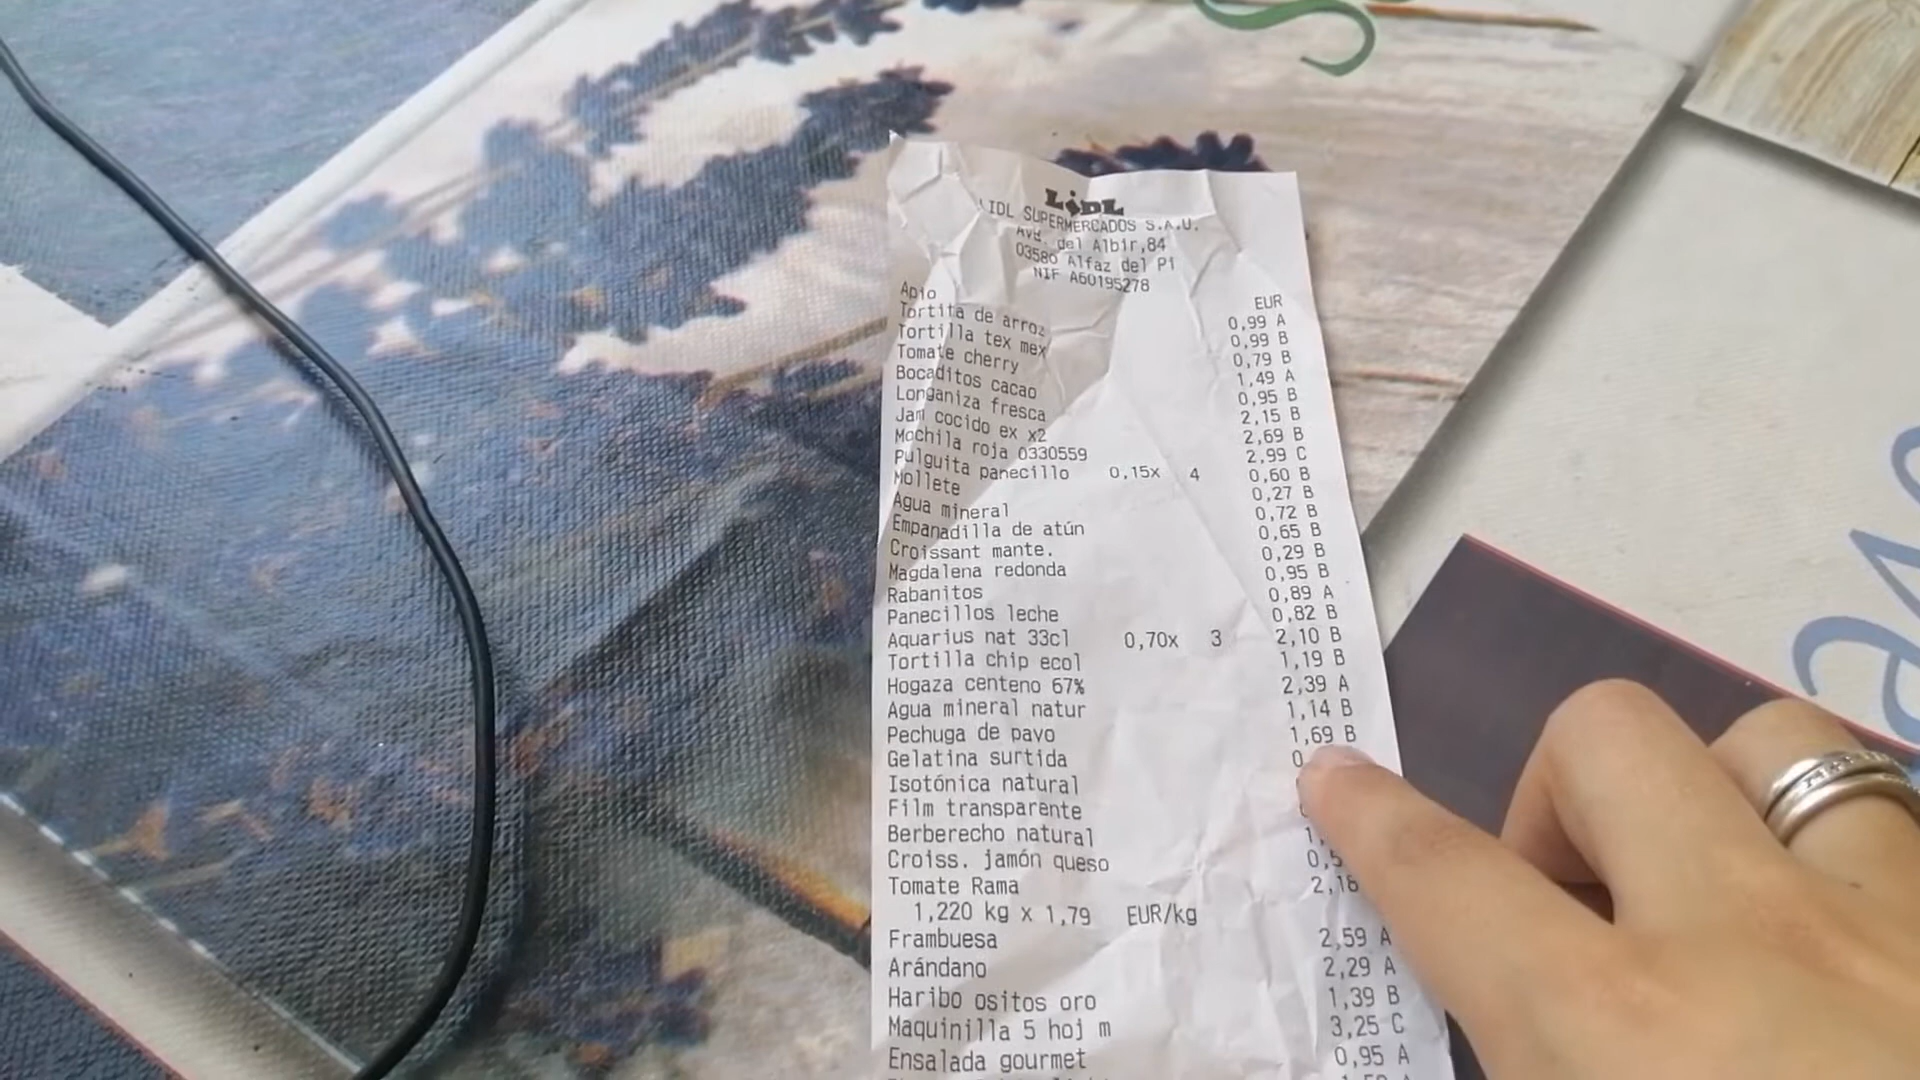 LiDL
LIDL SUPERMERCADOS S.A.U.
Avd. del Albir,84
03580 Alfaz del Pi
NIF A60195278
EUR
Apio 0,99 A
Tortita de arroz 0,99 B
Tortilla tex mex 0,79 B
Tomate cherry 1,49 A
Bocaditos cacao 0,95 B
Longaniza fresca 2,15 B
Jam cocido ex x2 2,69 B
Mochila roja 0330559 2,99 C
Pulguita panecillo 0,15x 4 0,60 B
Mollete 0,27 B
Agua mineral 0,72 B
Empanadilla de atún 0,65 B
Croissant mante. 0,29 B
Magdalena redonda 0,95 B
Rabanitos 0,89 A
Panecillos leche 0,82 B
Aquarius nat 33cl 0,70x 3 2,10 B
Tortilla chip ecol 1,19 B
Hogaza centeno 67% 2,39 A
Agua mineral natur 1,14 B
Pechuga de pavo 1,69 B
Gelatina surtida
Isotónica natural
Film transparente
Berberecho natural
Croiss. jamón queso
Tomate Rama 2,18
1,220 kg x 1,79 EUR/kg
Frambuesa 2,59 A
Arándano 2,29 A
Haribo ositos oro 1,39 B
Maquinilla 5 hoj m 3,25 C
Ensalada gourmet 0,95 A